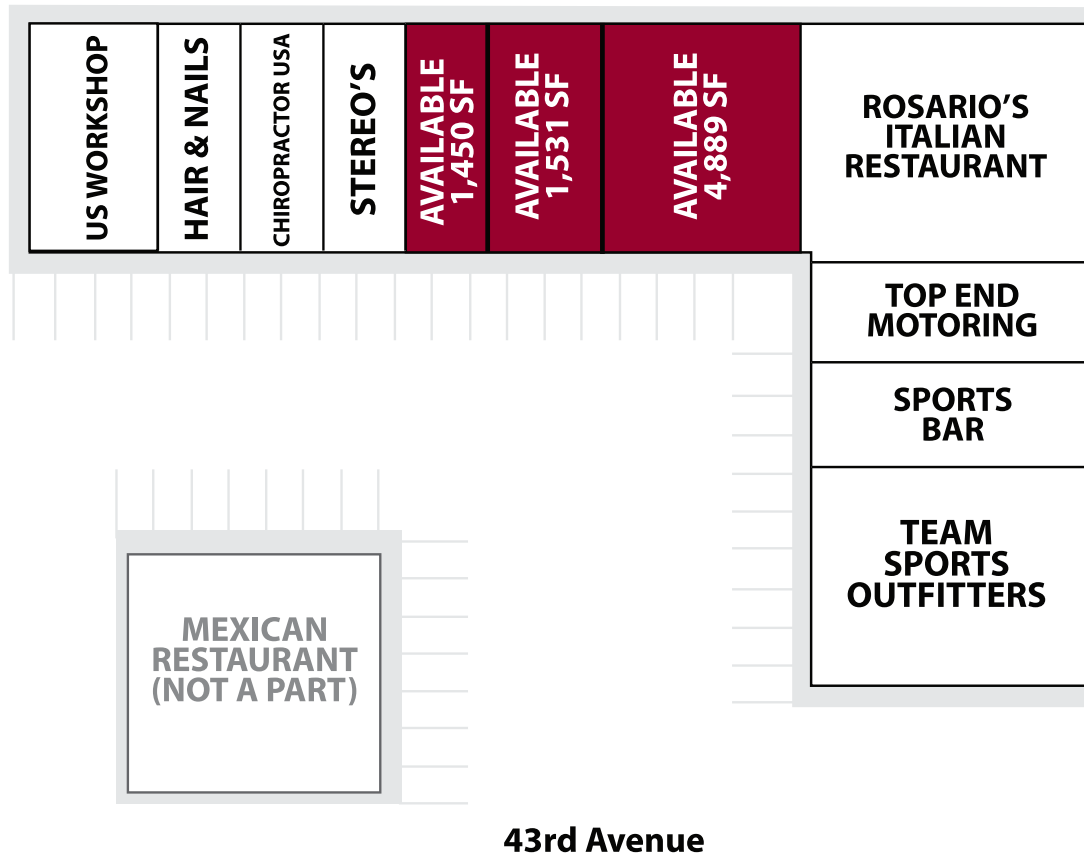 US WORKSHOP
HAIR & NAILS
CHIROPRACTOR USA
STEREO’S
AVAILABLE
1,450 SF
AVAILABLE
1,531 SF
AVAILABLE
4,889 SF
ROSARIO’S
ITALIAN
RESTAURANT
TOP END
MOTORING
SPORTS
BAR
TEAM
SPORTS
OUTFITTERS
MEXICAN
RESTAURANT
(NOT A PART)
43rd Avenue